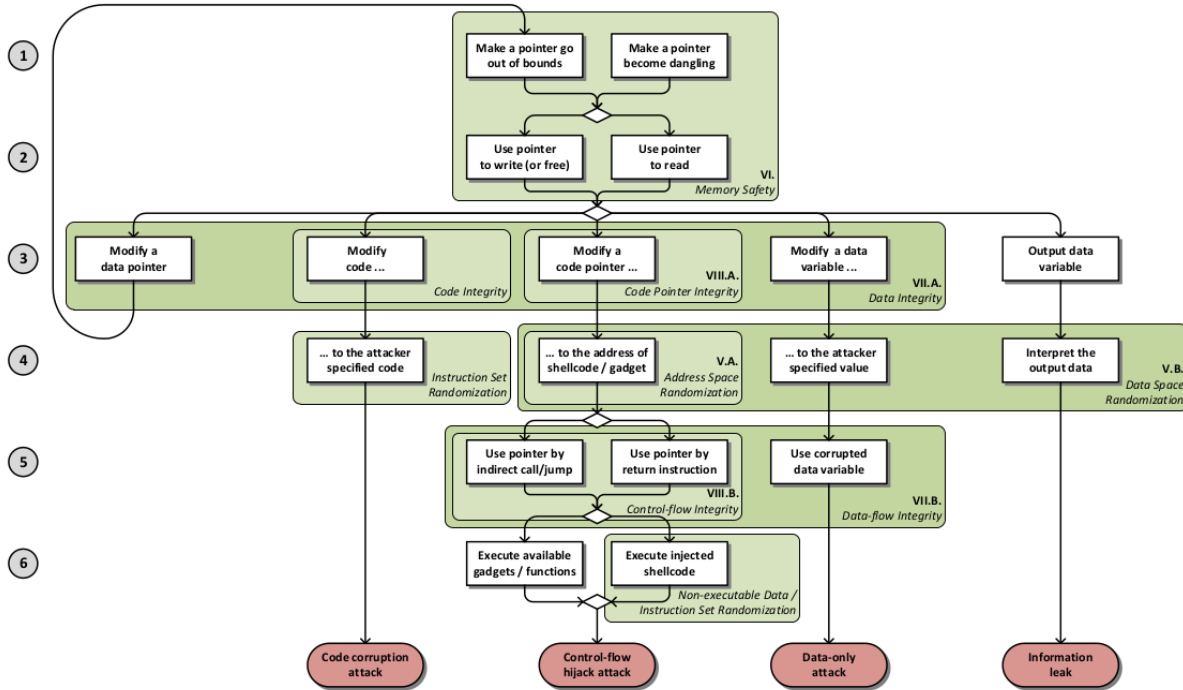 1
Make a pointer go
out of bounds
Make a pointer
become dangling
2
Use pointer
to write (or free)
Use pointer
to read
VI.
Memory Safety
3
Modify a
data pointer
Modify
code ...
Code Integrity
Modify a
code pointer ...
VIII.A.
Code Pointer Integrity
Modify a data
variable ...
VII.A.
Data Integrity
Output data
variable
4
... to the attacker
specified code
Instruction Set
Randomization
... to the address of
shellcode / gadget
V.A.
Address Space
Randomization
... to the attacker
specified value
Interpret the
output data
V.B.
Data Space
Randomization
5
Use pointer by
indirect call/jump
Use pointer by
return instruction
VIII.B.
Control-flow Integrity
Use corrupted
data variable
VII.B.
Data-flow Integrity
6
Execute available
gadgets / functions
Execute injected
shellcode
Non-executable Data /
Instruction Set Randomization
Code corruption
attack
Control-flow
hijack attack
Data-only
attack
Information
leak